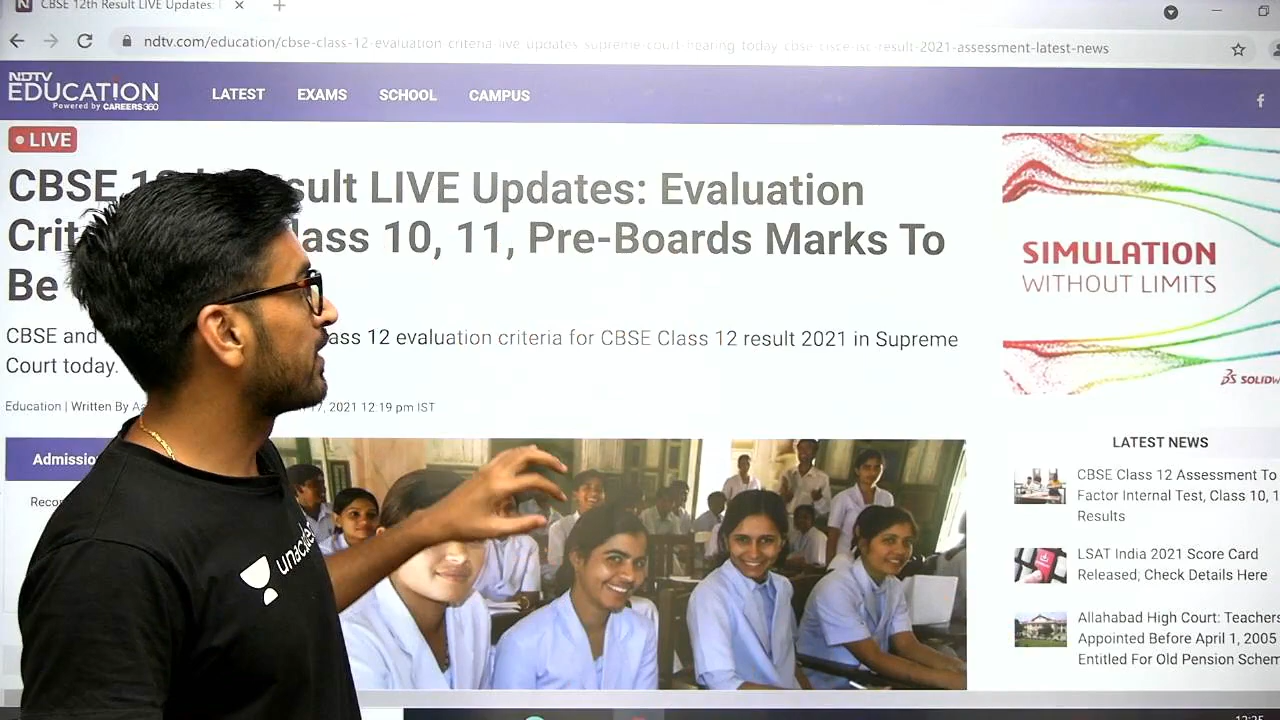 CBSE 12th Result LIVE Updates:
ndtv.com/education/cbse-class-12-evaluation-criteria-live-updates-supreme-court-hearing-today-cbse-cisce-isc-result-2021-assessment-latest-news
NDTV
EDUCATION
Powered by CAREERS360
LATEST EXAMS SCHOOL CAMPUS
LIVE
CBSE sult LIVE Updates: Evaluation
Crit lass 10, 11, Pre-Boards Marks To
Be
CBSE and ass 12 evaluation criteria for CBSE Class 12 result 2021 in Supreme
Court today.
Education | Written By 17, 2021 12:19 pm IST
Admissio
Recor
unac
SIMULATION
WITHOUT LIMITS
SOLIDW
LATEST NEWS
CBSE Class 12 Assessment To
Factor Internal Test, Class 10, 1
Results
LSAT India 2021 Score Card
Released; Check Details Here
Allahabad High Court: Teachers
Appointed Before April 1, 2005
Entitled For Old Pension Schem